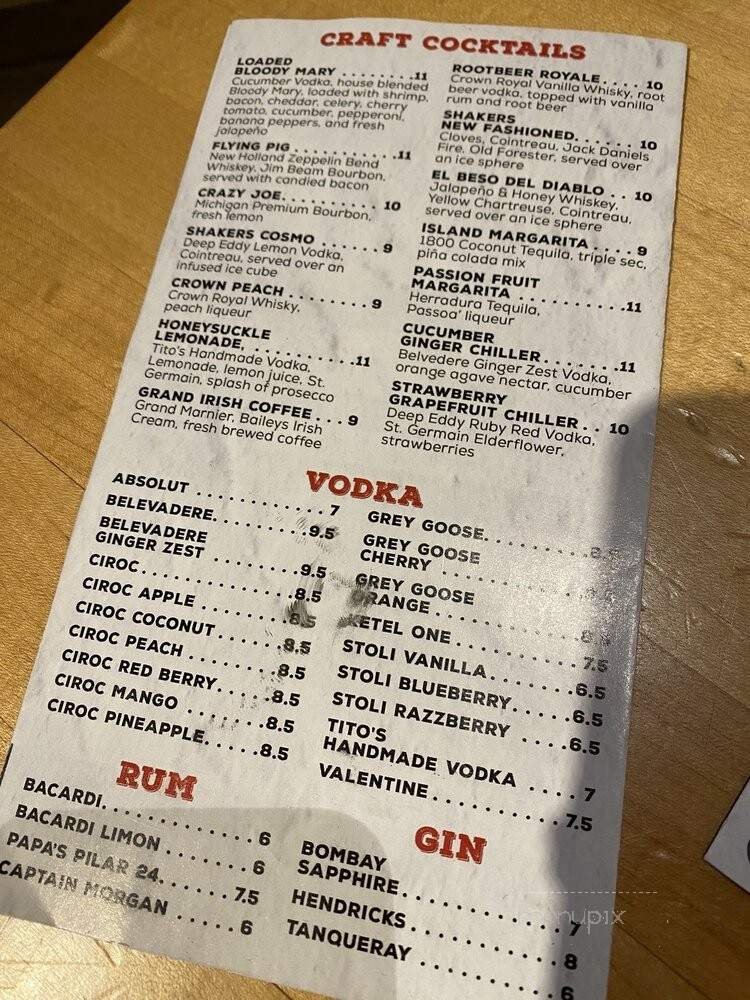 CRAFT COCKTAILS
LOADED
BLOODY MARY ........11
Cucumber Vodka, house blended
Bloody Mary, loaded with shrimp,
bacon, cheddar, celery, cherry
tomato, cucumber, pepperoni,
banana peppers, and fresh
jalapeño
FLYING PIG ............11
New Holland Zeppelin Bend
Whiskey, Jim Beam Bourbon,
served with candied bacon
CRAZY JOE.......... 10
Michigan Premium Bourbon,
fresh lemon
SHAKERS COSMO ...... 9
Deep Eddy Lemon Vodka,
Cointreau, served over an
infused ice cube
CROWN PEACH ........ 9
Crown Royal Whisky,
peach liqueur
HONEYSUCKLE
LEMONADE, ..........11
Tito's Handmade Vodka,
Lemonade, lemon juice, St.
Germain, splash of prosecco
GRAND IRISH COFFEE... 9
Grand Marnier, Baileys Irish
Cream, fresh brewed coffee
ROOTBEER ROYALE.... 10
Crown Royal Vanilla Whisky, root
beer vodka, topped with vanilla
rum and root beer
SHAKERS
NEW FASHIONED...... 10
Cloves, Cointreau, Jack Daniels
Fire, Old Forester, served over
an ice sphere
EL BESO DEL DIABLO .. 10
Jalapeño & Honey Whiskey,
Yellow Chartreuse, Cointreau,
served over an ice sphere
ISLAND MARGARITA .... 9
1800 Coconut Tequila, triple sec,
piña colada mix
PASSION FRUIT
MARGARITA ..........11
Herradura Tequila,
Passoa' liqueur
CUCUMBER
GINGER CHILLER.......11
Belvedere Ginger Zest Vodka,
orange agave nectar, cucumber
STRAWBERRY
GRAPEFRUIT CHILLER.. 10
Deep Eddy Ruby Red Vodka,
St. Germain Elderflower,
strawberries
VODKA
ABSOLUT ........... 7
BELEVADERE.........9.5
BELEVADERE
GINGER ZEST .........9.5
CIROC..............8.5
CIROC APPLE ........8.5
CIROC COCONUT......8.5
CIROC PEACH ........8.5
CIROC RED BERRY.....8.5
CIROC MANGO .......8.5
CIROC PINEAPPLE.....8.5
GREY GOOSE.........8.5
GREY GOOSE
CHERRY
GREY GOOSE
ORANGE ............8.5
KETEL ONE ..........7.5
STOLI VANILLA.......6.5
STOLI BLUEBERRY.....6.5
STOLI RAZZBERRY ....6.5
TITO'S
HANDMADE VODKA .... 7
VALENTINE..........7.5
RUM
BACARDI............ 6
BACARDI LIMON ...... 6
PAPA'S PILAR 24......7.5
CAPTAIN MORGAN ..... 6
GIN
BOMBAY
SAPPHIRE........... 7
HENDRICKS.......... 8
TANQUERAY ......... 6
menupix